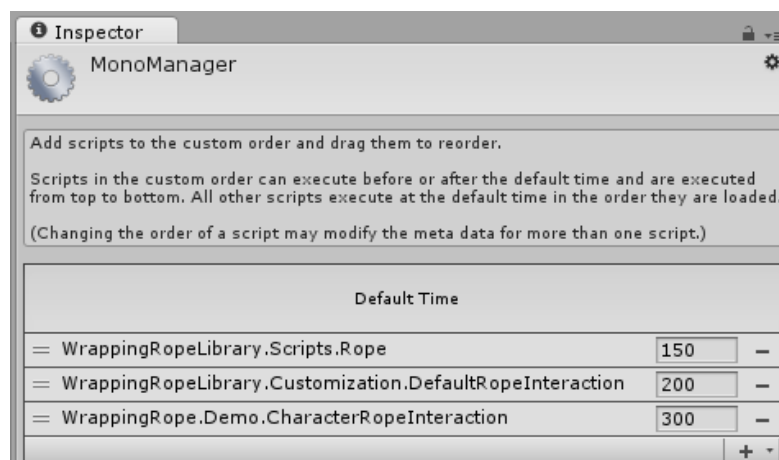 Inspector
MonoManager
Add scripts to the custom order and drag them to reorder.
Scripts in the custom order can execute before or after the default time and are executed
from top to bottom. All other scripts execute at the default time in the order they are loaded.
(Changing the order of a script may modify the meta data for more than one script.)
Default Time
= WrappingRopeLibrary.Scripts.Rope 150 –
= WrappingRopeLibrary.Customization.DefaultRopeInteraction 200 –
= WrappingRope.Demo.CharacterRopeInteraction 300 –
+